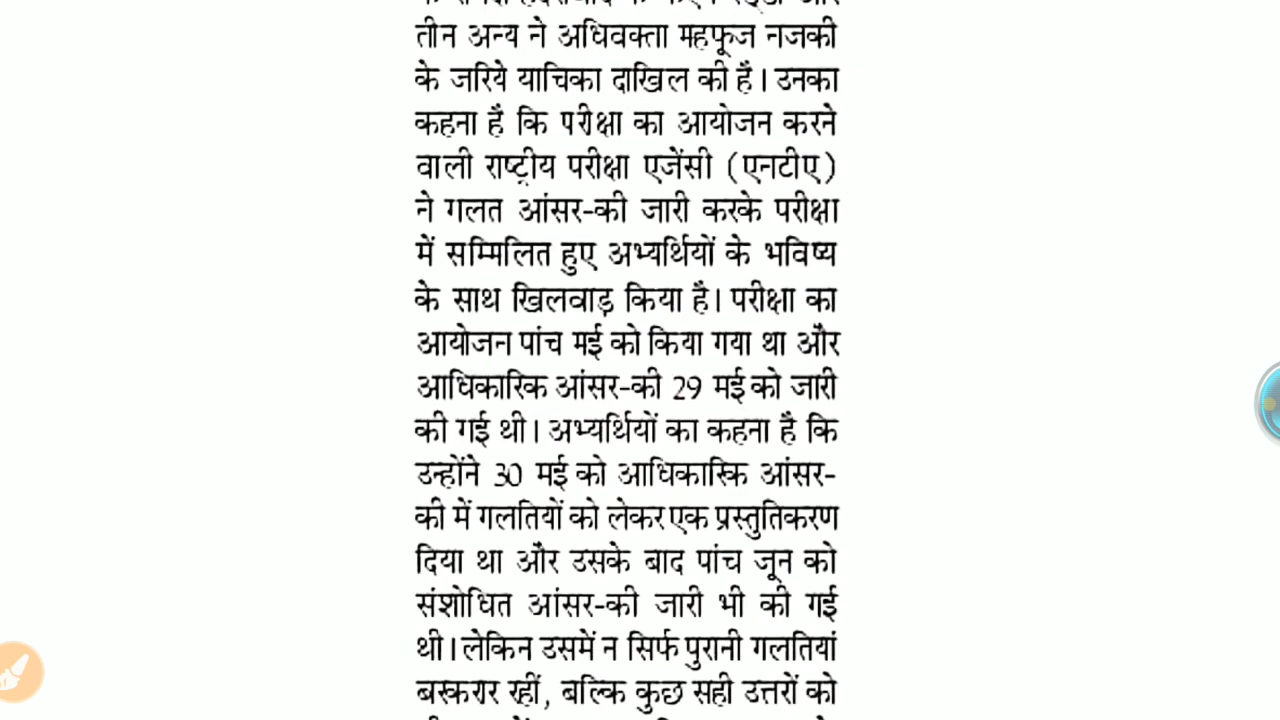 तीन अन्य ने अधिवक्ता महफूज नजकी
के जरिये याचिका दाखिल की है। उनका
कहना है कि परीक्षा का आयोजन करने
वाली राष्ट्रीय परीक्षा एजेंसी (एनटीए)
ने गलत आंसर-की जारी करके परीक्षा
में सम्मिलित हुए अभ्यर्थियों के भविष्य
के साथ खिलवाड़ किया है। परीक्षा का
आयोजन पांच मई को किया गया था और
आधिकारिक आंसर-की 29 मई को जारी
की गई थी। अभ्यर्थियों का कहना है कि
उन्होंने 30 मई को आधिकारिक आंसर-
की में गलतियों को लेकर एक प्रस्तुतिकरण
दिया था और उसके बाद पांच जून को
संशोधित आंसर-की जारी भी की गई
थी। लेकिन उसमें न सिर्फ पुरानी गलतियां
बरकरार रहीं, बल्कि कुछ सही उत्तरों को